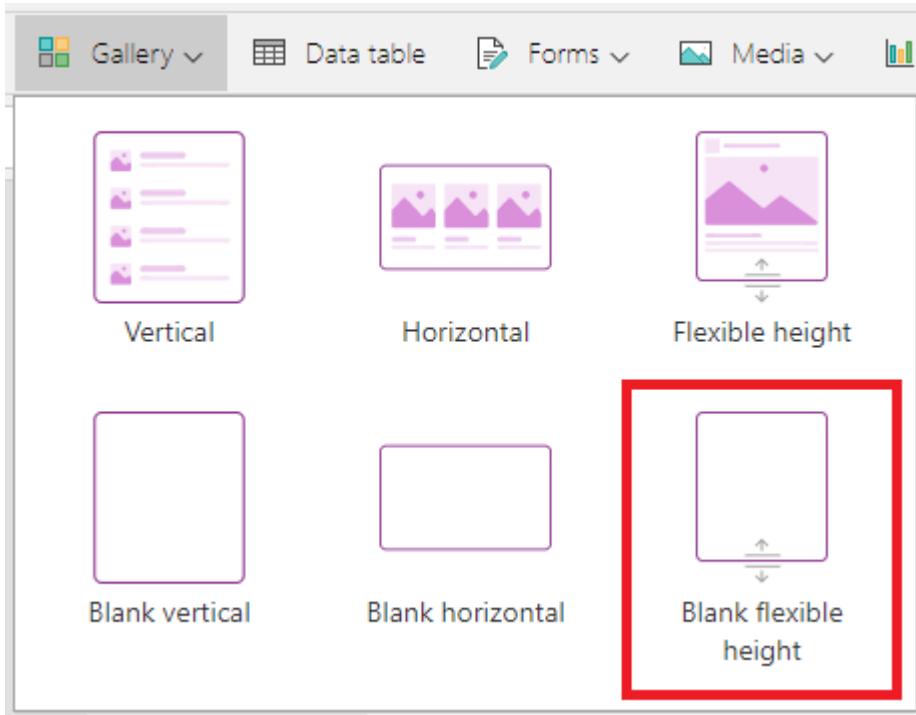 Gallery Data table Forms Media
Vertical Horizontal Flexible height
Blank vertical Blank horizontal Blank flexible
height